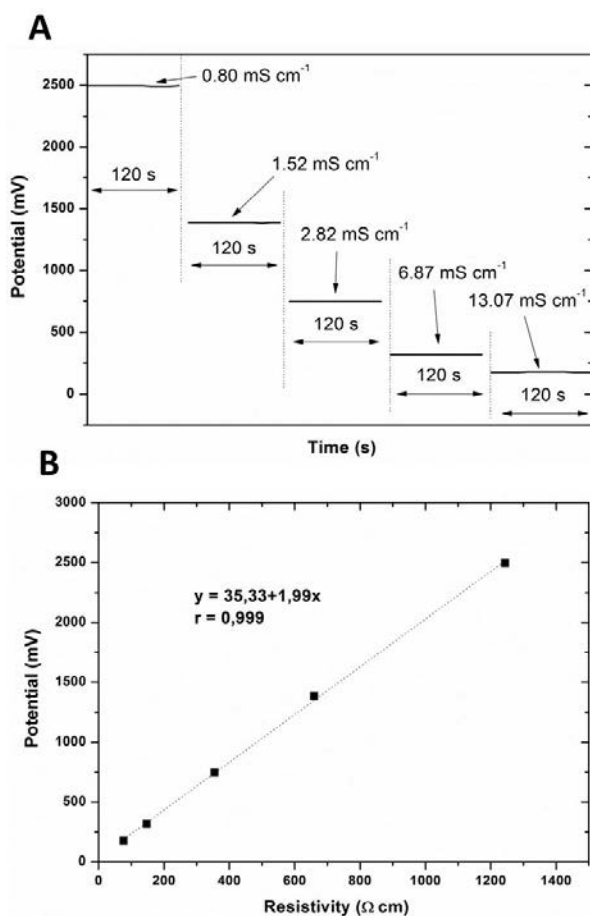 A
2500
2000
1500
1000
500
0
Potential (mV)
0.80 mS cm⁻¹
120 s
1.52 mS cm⁻¹
120 s
2.82 mS cm⁻¹
120 s
6.87 mS cm⁻¹
120 s
13.07 mS cm⁻¹
120 s
Time (s)
B
3000
2500
2000
1500
1000
500
0
Potential (mV)
y = 35,33+1,99x
r = 0,999
0 200 400 600 800 1000 1200 1400
Resistivity (Ω cm)